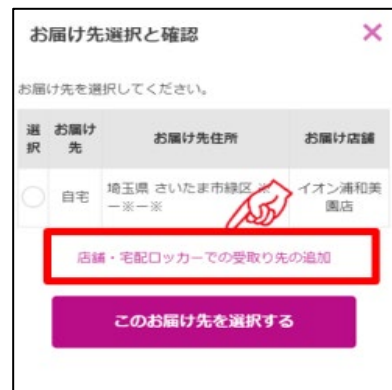 お届け先選択と確認 ×
お届け先を選択してください。
選択 お届け先 お届け先住所 お届け店舗
自宅 埼玉県 さいたま市緑区 ※
ー※ー※
イオン浦和美
園店
店舗・宅配ロッカーでの受取り先の追加
このお届け先を選択する